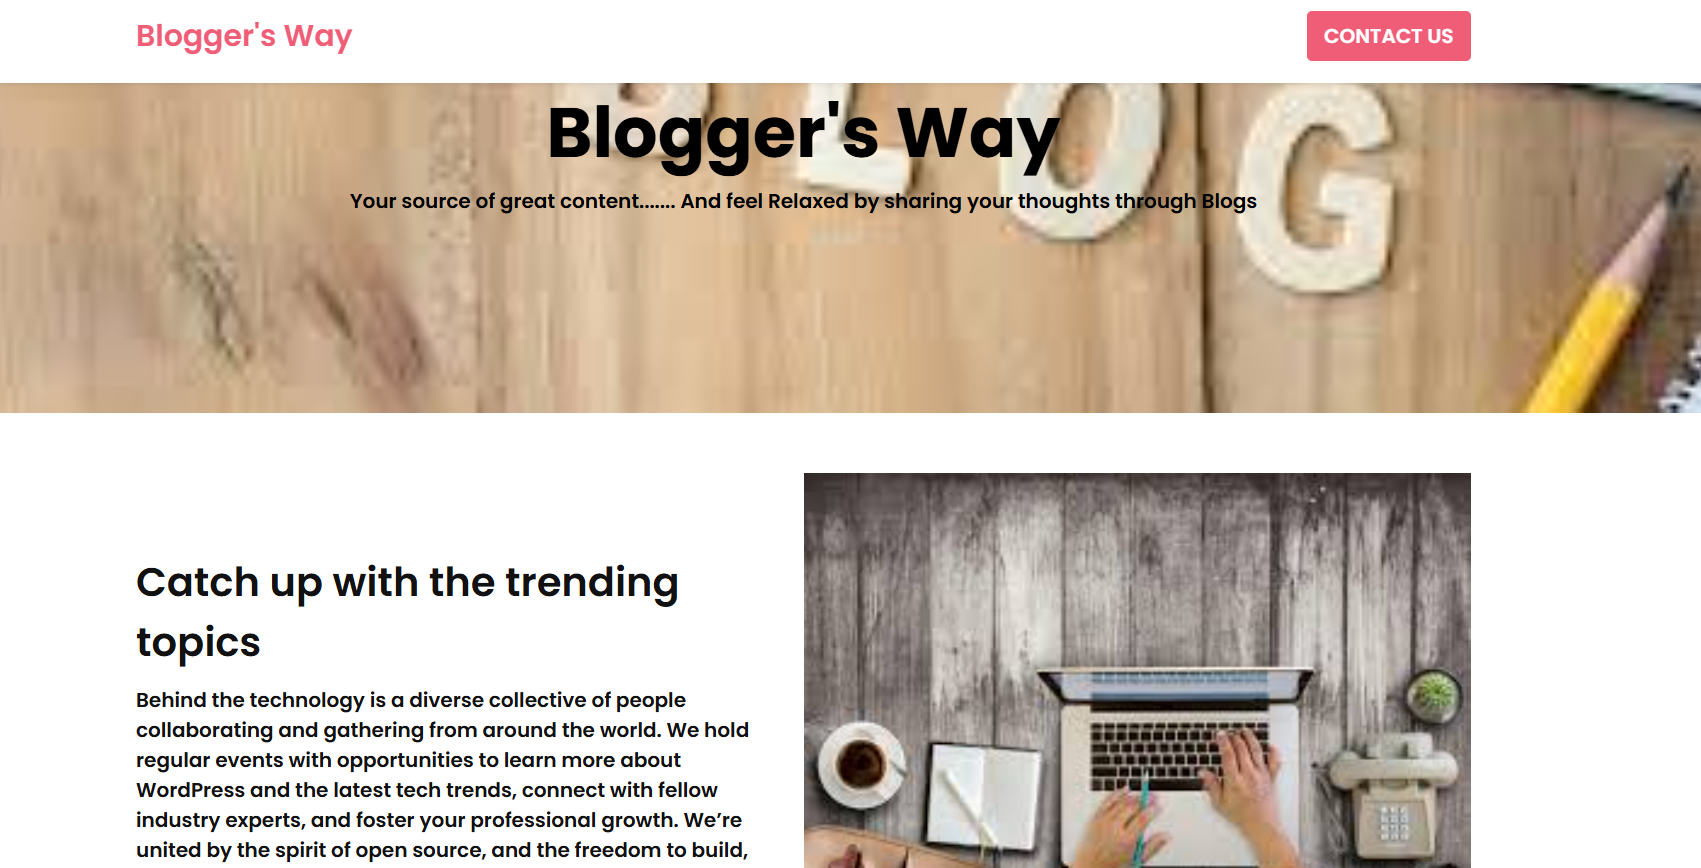 Blogger's Way
CONTACT US
BLOG
Blogger's Way
Your source of great content....... And feel Relaxed by sharing your thoughts through Blogs
Catch up with the trending
topics
Behind the technology is a diverse collective of people
collaborating and gathering from around the world. We hold
regular events with opportunities to learn more about
WordPress and the latest tech trends, connect with fellow
industry experts, and foster your professional growth. We’re
united by the spirit of open source, and the freedom to build,